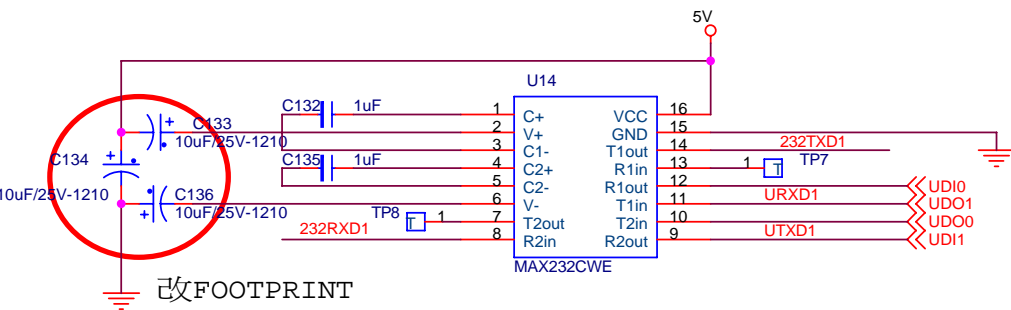 5V
U14
C132 1uF
1 C+ VCC 16
C133
2 V+ GND 15
10uF/25V-1210
3 C1- T1out 14 232TXD1
C134 C135 1uF
4 C2+ R1in 13 1 T TP7
5 C2- R1out 12 UDI0
10uF/25V-1210 C136
6 V- T1in 11 URXD1 UDO1
10uF/25V-1210 TP8 T 1
7 T2out T2in 10 UDO0
232RXD1 8 R2in R2out 9 UTXD1 UDI1
MAX232CWE
改FOOTPRINT